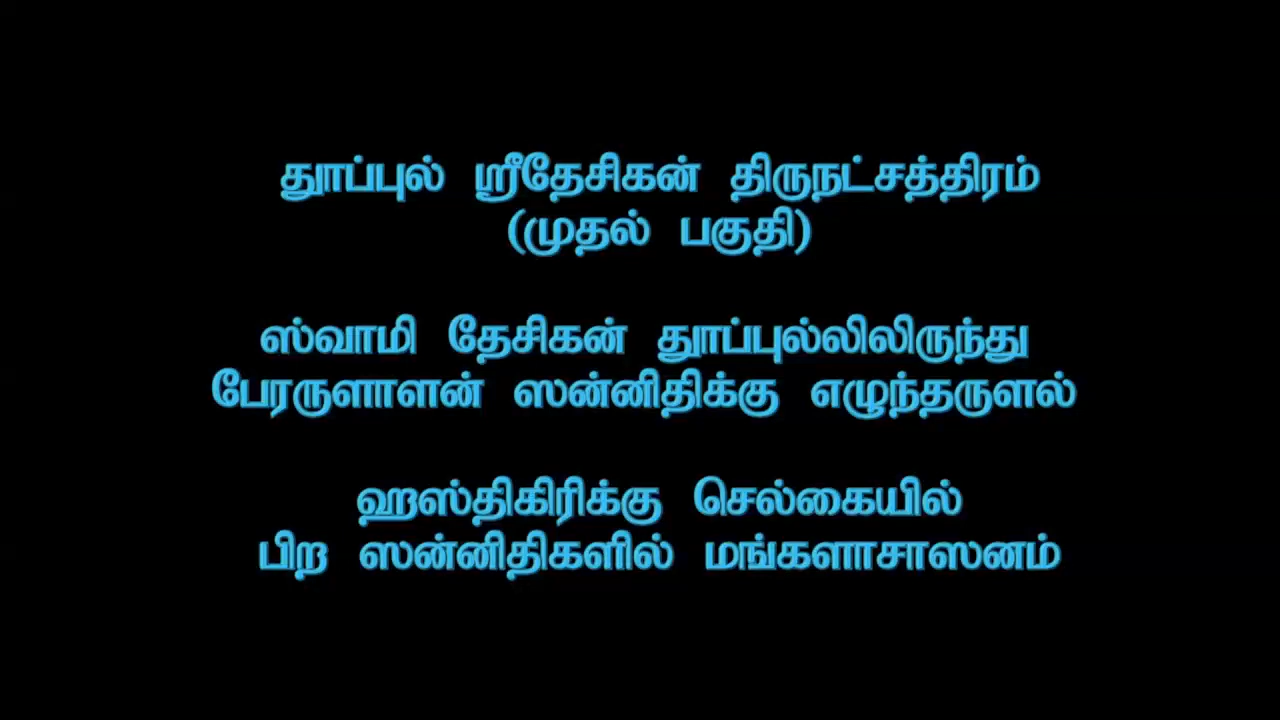 தூப்புல் ஸ்ரீதேசிகன் திருநட்சத்திரம்
(முதல் பகுதி)
ஸ்வாமி தேசிகன் தூப்புல்லிலிருந்து
பேரருளாளன் ஸன்னிதிக்கு எழுந்தருளல்
ஹஸ்திகிரிக்கு செல்கையில்
பிற ஸன்னிதிகளில் மங்களாசாஸனம்